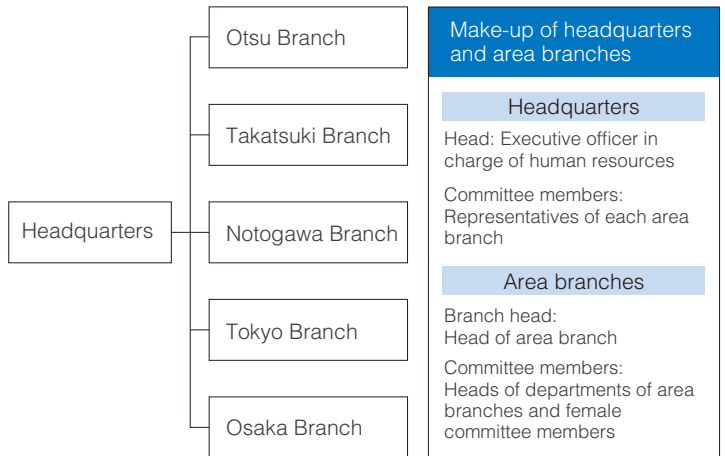 Headquarters
Otsu Branch
Takatsuki Branch
Notogawa Branch
Tokyo Branch
Osaka Branch
Make-up of headquarters
and area branches
Headquarters
Head: Executive officer in
charge of human resources
Committee members:
Representatives of each area
branch
Area branches
Branch head:
Head of area branch
Committee members:
Heads of departments of area
branches and female
committee members